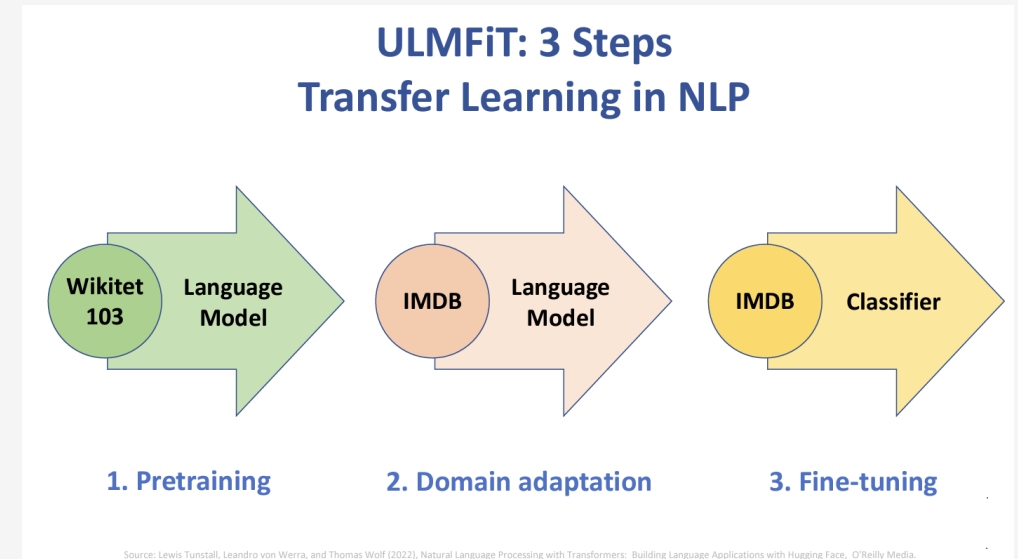 ULMFiT: 3 Steps
Transfer Learning in NLP
Wikitet
103
Language
Model
IMDB
Language
Model
IMDB
Classifier
1. Pretraining
2. Domain adaptation
3. Fine-tuning
Source: Lewis Tunstall, Leandro von Werra, and Thomas Wolf (2022), Natural Language Processing with Transformers: Building Language Applications with Hugging Face, O'Reilly Media.